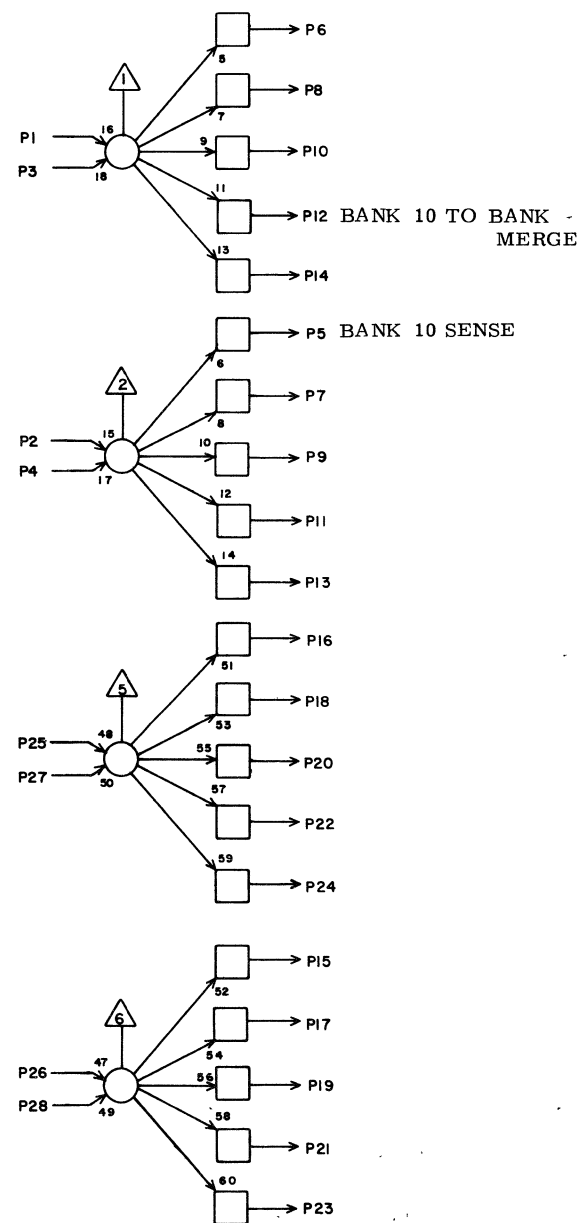 P6
5
1
P8
7
16
P1
9
P10
P3
18
11
P12 BANK 10 TO BANK -
MERGE
13
P14
P5 BANK 10 SENSE
6
2
P7
8
15
P2
10
P9
P4
17
12
P11
14
P13
P16
51
5
P18
53
48
P25
55
P20
P27
50
57
P22
59
P24
P15
52
6
P17
54
47
P26
56
P19
P28
49
58
P21
60
P23